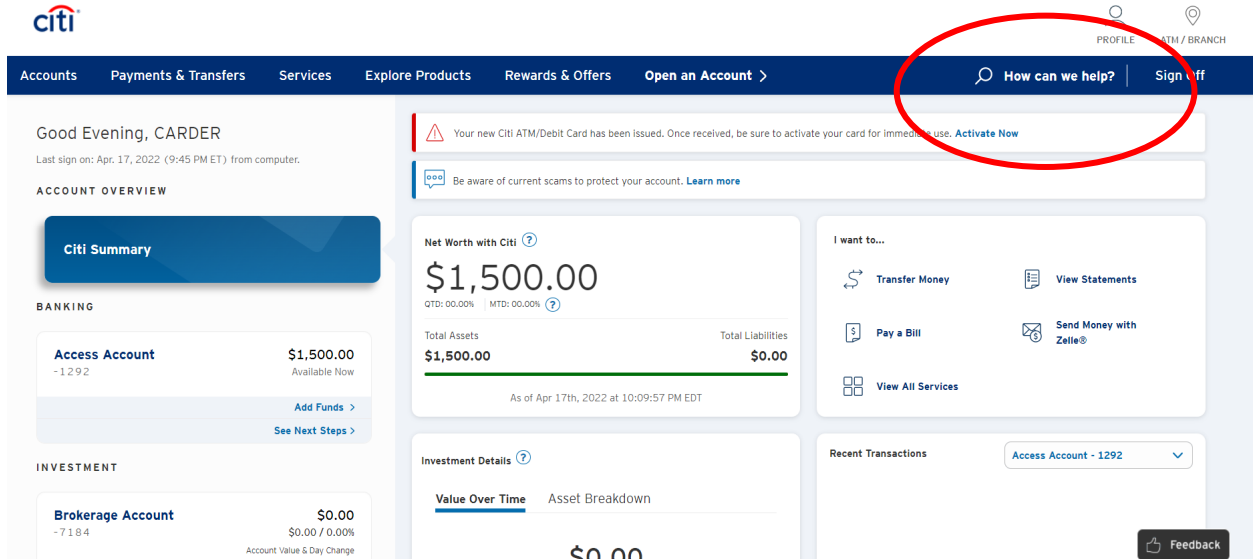 citi
PROFILE
ATM / BRANCH
Accounts Payments & Transfers Services Explore Products Rewards & Offers Open an Account > How can we help? Sign Off
Good Evening, CARDER
Last sign on: Apr. 17, 2022 (9:45 PM ET) from computer.
ACCOUNT OVERVIEW
Citi Summary
BANKING
Access Account $1,500.00
-1292 Available Now
Add Funds >
See Next Steps >
INVESTMENT
Brokerage Account $0.00
-7184 $0.00 / 0.00%
Account Value & Day Change
Your new Citi ATM/Debit Card has been issued. Once received, be sure to activate your card for immediate use. Activate Now
Be aware of current scams to protect your account. Learn more
Net Worth with Citi ?
$1,500.00
QTD: 00.00% | MTD: 00.00% ?
Total Assets Total Liabilities
$1,500.00 $0.00
As of Apr 17th, 2022 at 10:09:57 PM EDT
I want to...
Transfer Money View Statements
Pay a Bill Send Money with
Zelle®
View All Services
Investment Details ?
Value Over Time Asset Breakdown
$0.00
Recent Transactions Access Account - 1292
Feedback